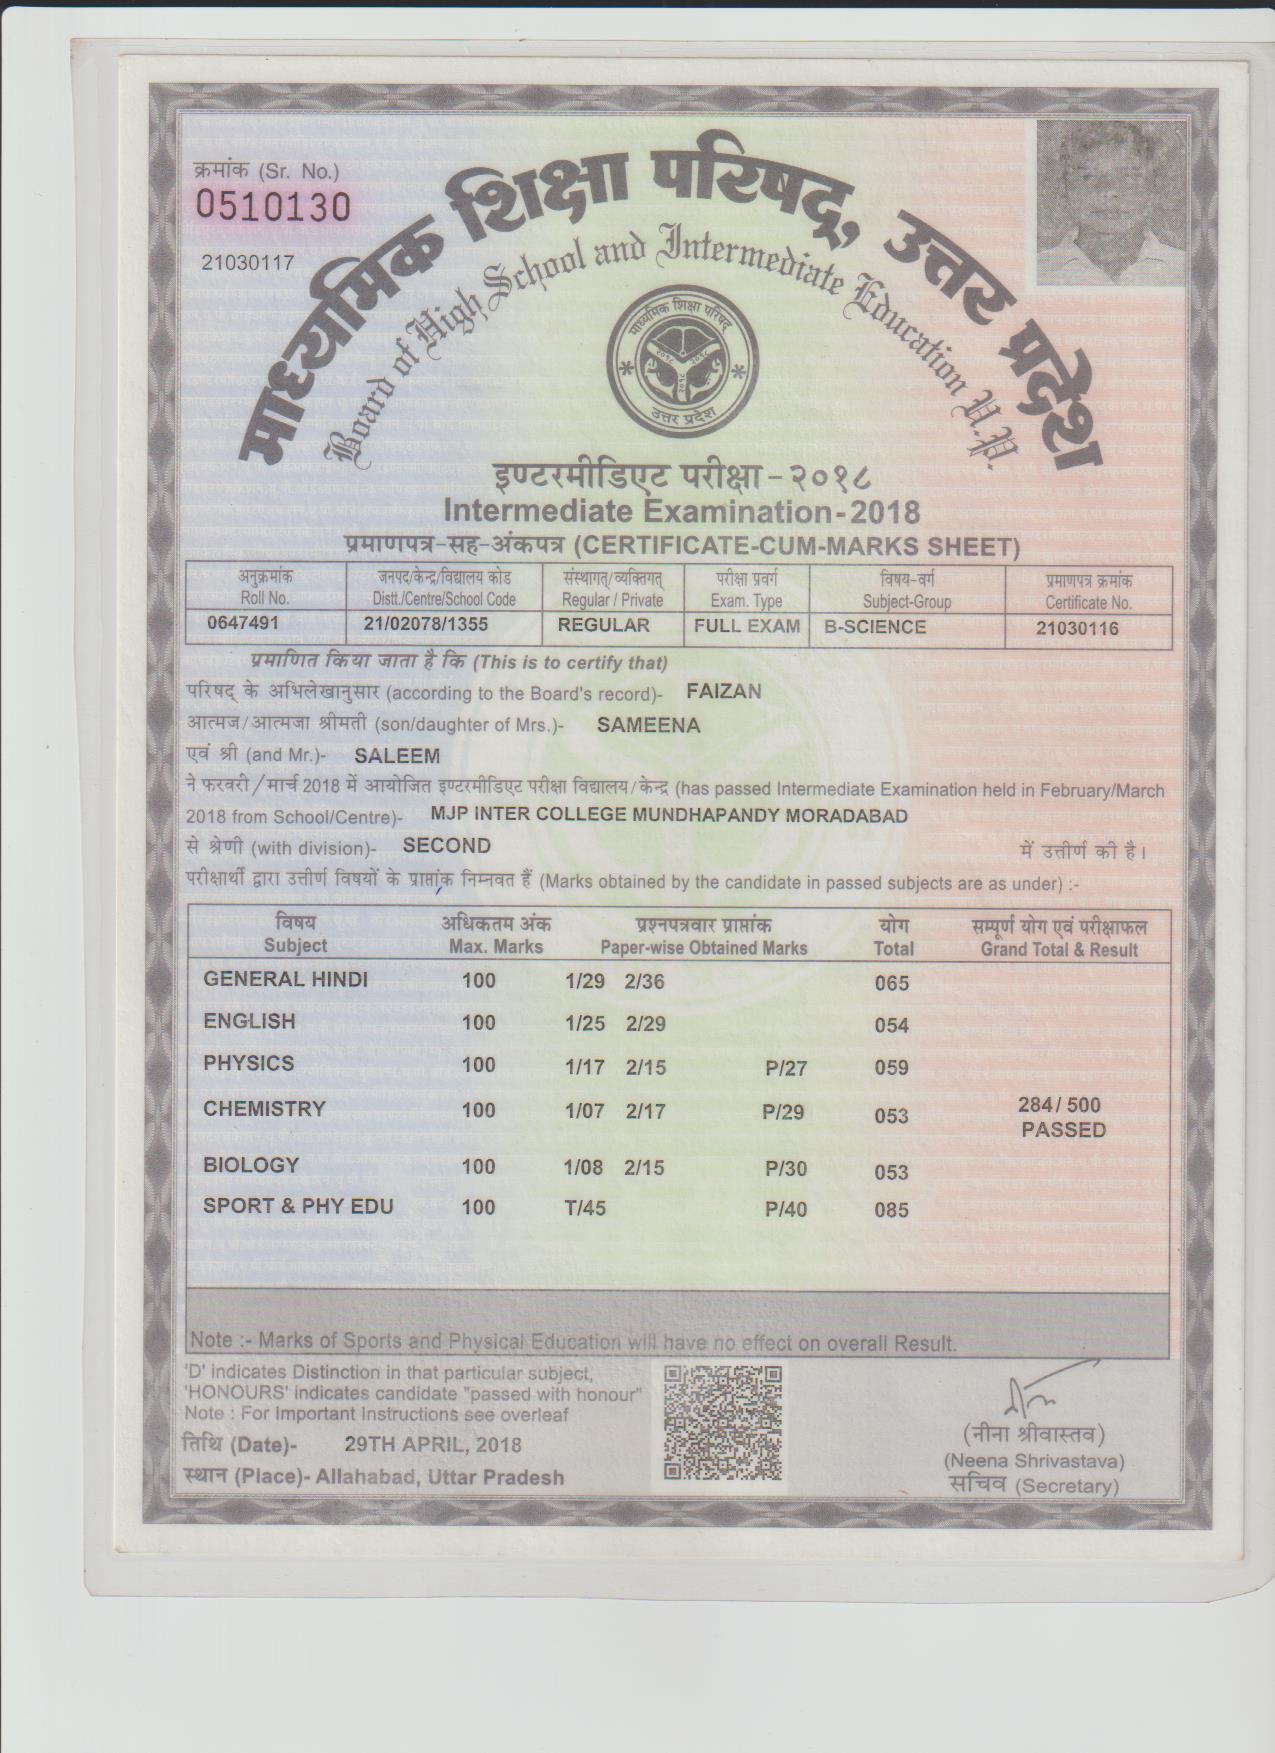 क्रमांक (Sr. No.)
0510130
21030117
माध्यमिक शिक्षा परिषद्, उत्तर प्रदेश
Board of High School and Intermediate Education U.P.
माध्यमिक शिक्षा परिषद्
उत्तर प्रदेश
इण्टरमीडिएट परीक्षा - २०१८
Intermediate Examination - 2018
प्रमाणपत्र-सह-अंकपत्र (CERTIFICATE-CUM-MARKS SHEET)
अनुक्रमांक जनपद/केन्द्र/विद्यालय कोड संस्थागत्/व्यक्तिगत् परीक्षा प्रवर्ग विषय-वर्ग प्रमाणपत्र क्रमांक
Roll No. Distt./Centre/School Code Regular / Private Exam. Type Subject-Group Certificate No.
0647491 21/02078/1355 REGULAR FULL EXAM B-SCIENCE 21030116
प्रमाणित किया जाता है कि (This is to certify that)
परिषद् के अभिलेखानुसार (according to the Board's record)- FAIZAN
आत्मज/आत्मजा श्रीमती (son/daughter of Mrs.)- SAMEENA
एवं श्री (and Mr.)- SALEEM
ने फरवरी/मार्च 2018 में आयोजित इण्टरमीडिएट परीक्षा विद्यालय/केन्द्र (has passed Intermediate Examination held in February/March
2018 from School/Centre)- MJP INTER COLLEGE MUNDHAPANDY MORADABAD
से श्रेणी (with division)- SECOND में उत्तीर्ण की है।
परीक्षार्थी द्वारा उत्तीर्ण विषयों के प्राप्तांक निम्नवत हैं (Marks obtained by the candidate in passed subjects are as under) :-
विषय अधिकतम अंक प्रश्नपत्रवार प्राप्तांक योग सम्पूर्ण योग एवं परीक्षाफल
Subject Max. Marks Paper-wise Obtained Marks Total Grand Total & Result
GENERAL HINDI 100 1/29 2/36 065
ENGLISH 100 1/25 2/29 054
PHYSICS 100 1/17 2/15 P/27 059
CHEMISTRY 100 1/07 2/17 P/29 053 284/ 500
PASSED
BIOLOGY 100 1/08 2/15 P/30 053
SPORT & PHY EDU 100 T/45 P/40 085
Note :- Marks of Sports and Physical Education will have no effect on overall Result.
'D' indicates Distinction in that particular subject,
'HONOURS' indicates candidate "passed with honour"
Note : For Important Instructions see overleaf
तिथि (Date)- 29TH APRIL, 2018
स्थान (Place)- Allahabad, Uttar Pradesh
(नीना श्रीवास्तव)
(Neena Shrivastava)
सचिव (Secretary)